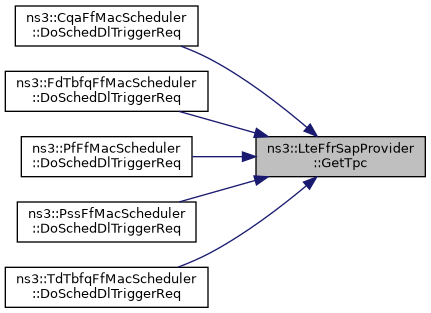 ns3::CqaFfMacScheduler
::DoSchedDlTriggerReq
ns3::FdTbfqFfMacScheduler
::DoSchedDlTriggerReq
ns3::PfFfMacScheduler
::DoSchedDlTriggerReq
ns3::LteFfrSapProvider
::GetTpc
ns3::PssFfMacScheduler
::DoSchedDlTriggerReq
ns3::TdTbfqFfMacScheduler
::DoSchedDlTriggerReq